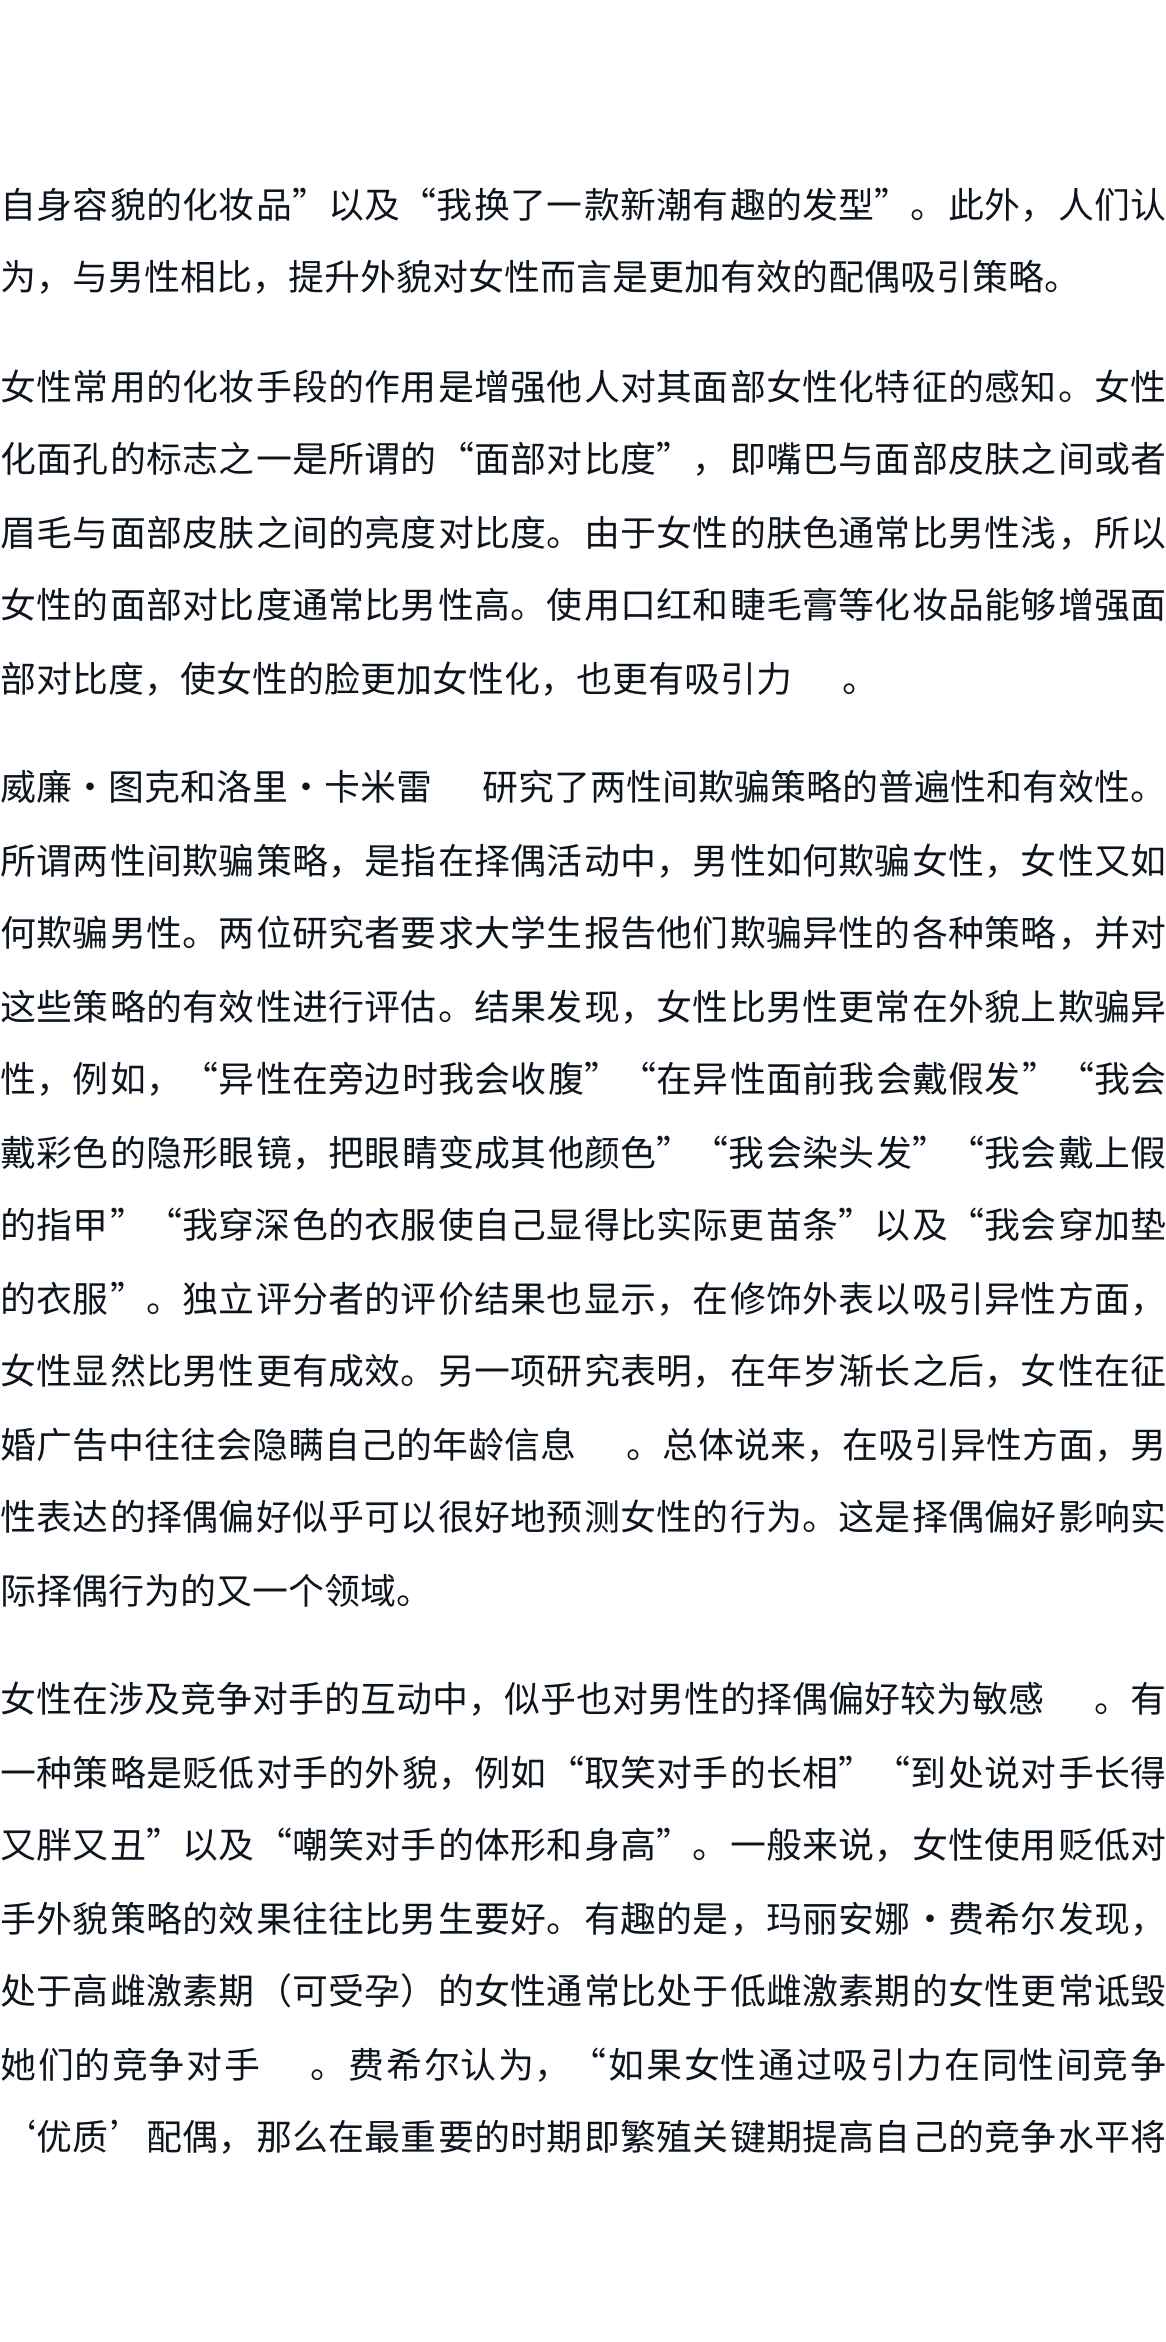 自身容貌的化妆品”以及“我换了一款新潮有趣的发型”。此外，人们认
为，与男性相比，提升外貌对女性而言是更加有效的配偶吸引策略。
女性常用的化妆手段的作用是增强他人对其面部女性化特征的感知。女性
化面孔的标志之一是所谓的“面部对比度”，即嘴巴与面部皮肤之间或者
眉毛与面部皮肤之间的亮度对比度。由于女性的肤色通常比男性浅，所以
女性的面部对比度通常比男性高。使用口红和睫毛膏等化妆品能够增强面
部对比度，使女性的脸更加女性化，也更有吸引力 。
威廉·图克和洛里·卡米雷 研究了两性间欺骗策略的普遍性和有效性。
所谓两性间欺骗策略，是指在择偶活动中，男性如何欺骗女性，女性又如
何欺骗男性。两位研究者要求大学生报告他们欺骗异性的各种策略，并对
这些策略的有效性进行评估。结果发现，女性比男性更常在外貌上欺骗异
性，例如，“异性在旁边时我会收腹”“在异性面前我会戴假发”“我会
戴彩色的隐形眼镜，把眼睛变成其他颜色”“我会染头发”“我会戴上假
的指甲”“我穿深色的衣服使自己显得比实际更苗条”以及“我会穿加垫
的衣服”。独立评分者的评价结果也显示，在修饰外表以吸引异性方面，
女性显然比男性更有成效。另一项研究表明，在年岁渐长之后，女性在征
婚广告中往往会隐瞒自己的年龄信息 。总体说来，在吸引异性方面，男
性表达的择偶偏好似乎可以很好地预测女性的行为。这是择偶偏好影响实
际择偶行为的又一个领域。
女性在涉及竞争对手的互动中，似乎也对男性的择偶偏好较为敏感 。有
一种策略是贬低对手的外貌，例如“取笑对手的长相”“到处说对手长得
又胖又丑”以及“嘲笑对手的体形和身高”。一般来说，女性使用贬低对
手外貌策略的效果往往比男生要好。有趣的是，玛丽安娜·费希尔发现，
处于高雌激素期（可受孕）的女性通常比处于低雌激素期的女性更常诋毁
她们的竞争对手 。费希尔认为，“如果女性通过吸引力在同性间竞争
‘优质’配偶，那么在最重要的时期即繁殖关键期提高自己的竞争水平将